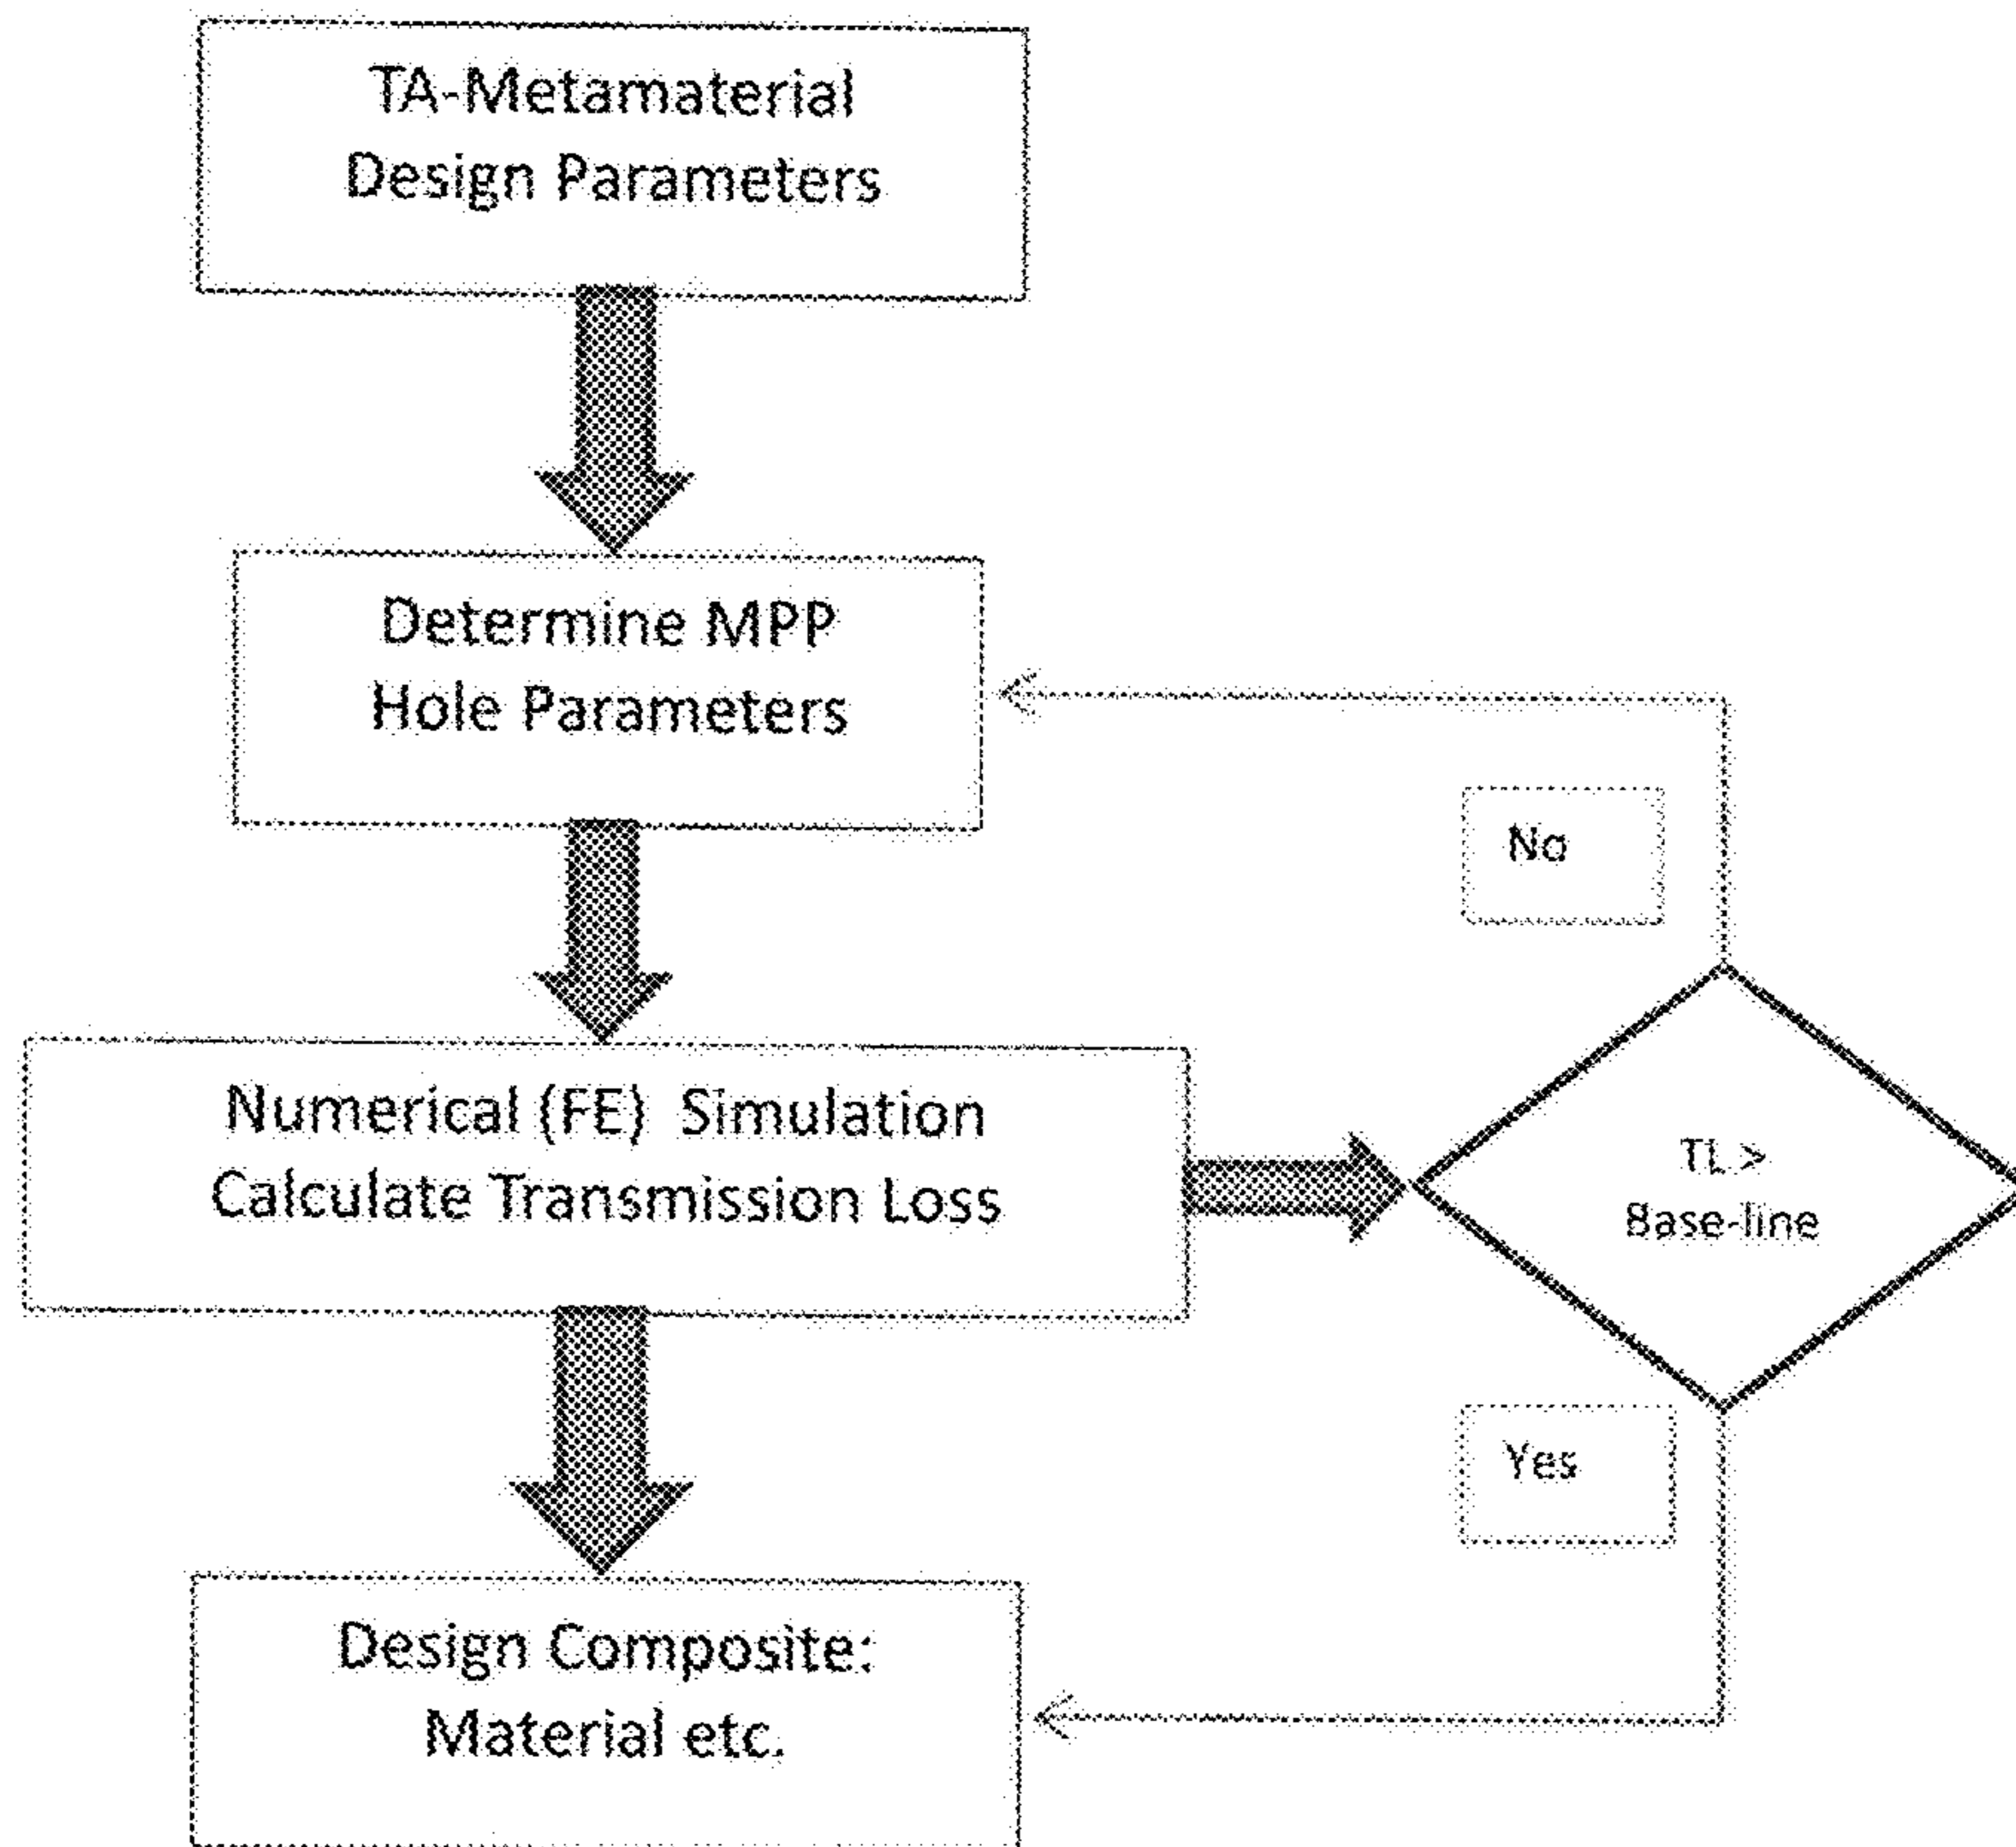 TA-Metamaterial
Design Parameters
Determine MPP
Hole Parameters
No
Numerical (FE) Simulation
Calculate Transmission Loss
TL >
Base-line
Yes
Design Composite:
Material etc.